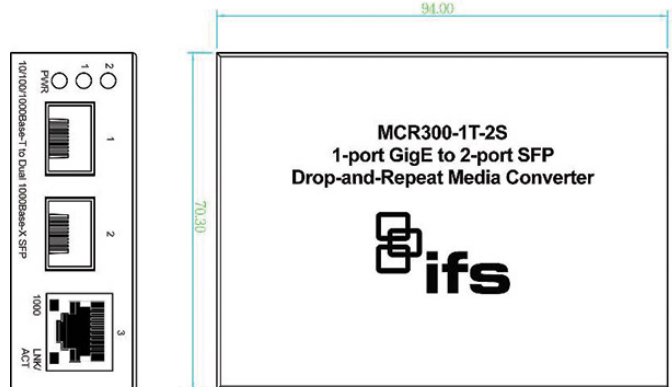 94.00
2
1
PWR
10/100/1000Base-T to Dual 1000Base-X SFP
1
2
3
1000
LNK/
ACT
70.30
MCR300-1T-2S
1-port GigE to 2-port SFP
Drop-and-Repeat Media Converter
ifs